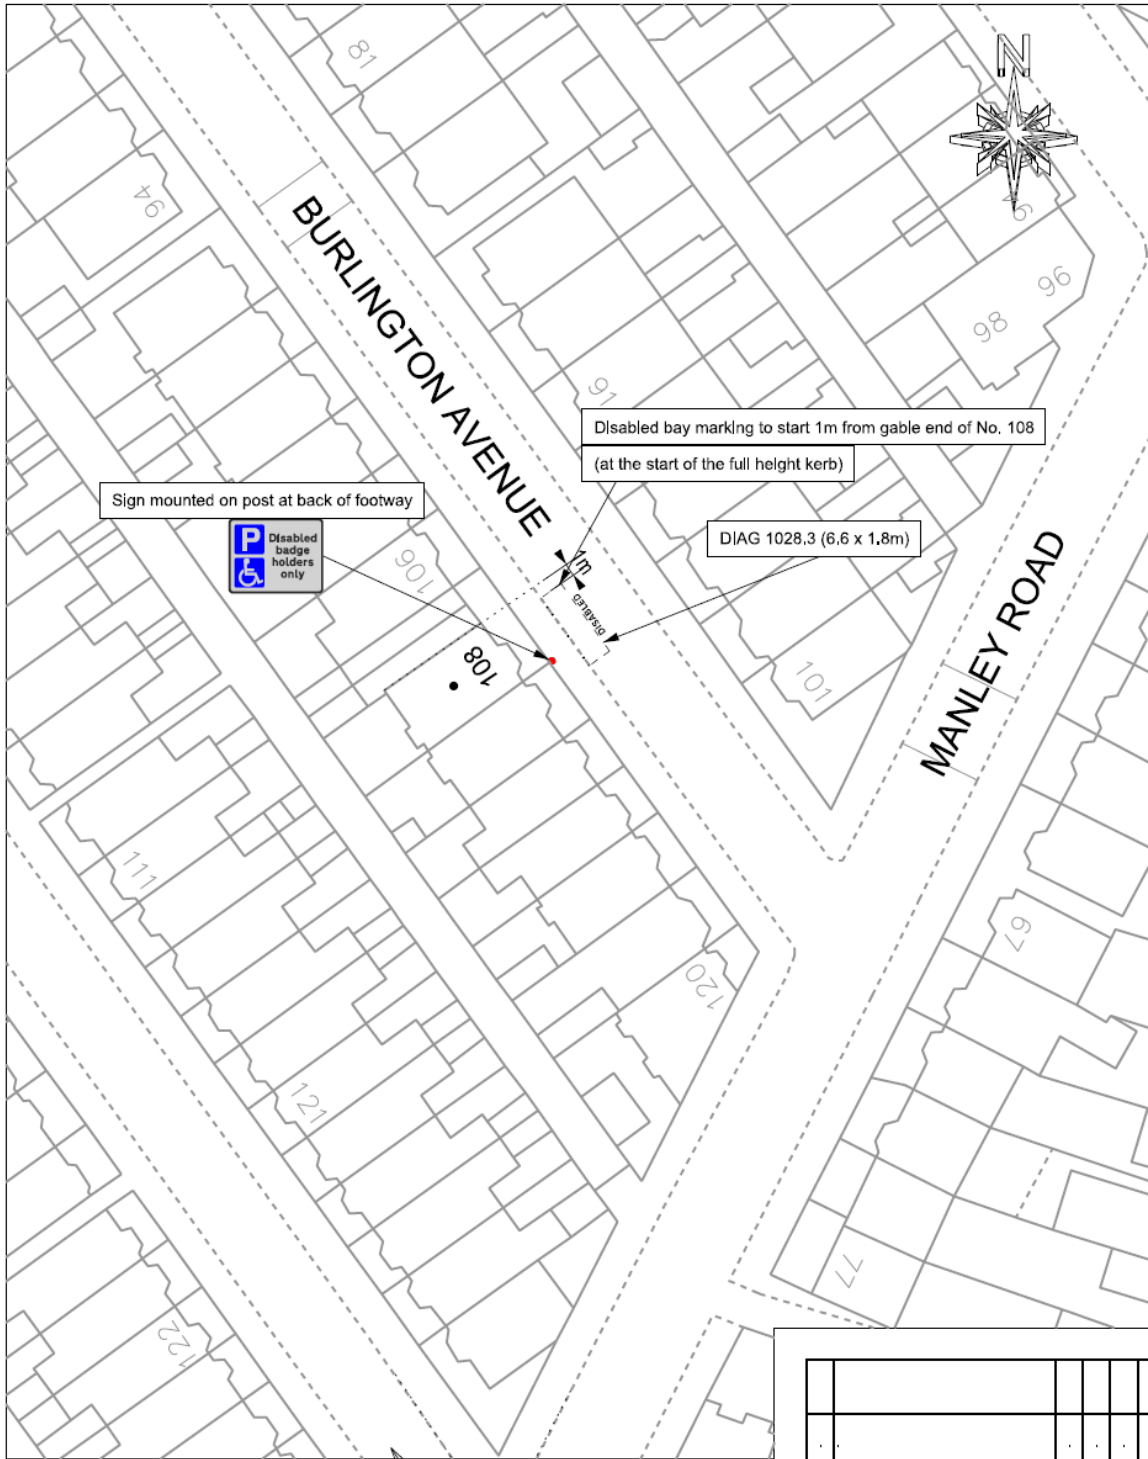 81
N
94
BURLINGTON AVENUE
96
98
91
Disabled bay marking to start 1m from gable end of No. 108
(at the start of the full height kerb)
Sign mounted on post at back of footway
P
Disabled
badge
holders
only
DIAG 1028.3 (6.6 x 1.8m)
1m
106
DISABLED
108
101
MANLEY ROAD
111
67
120
121
77
122